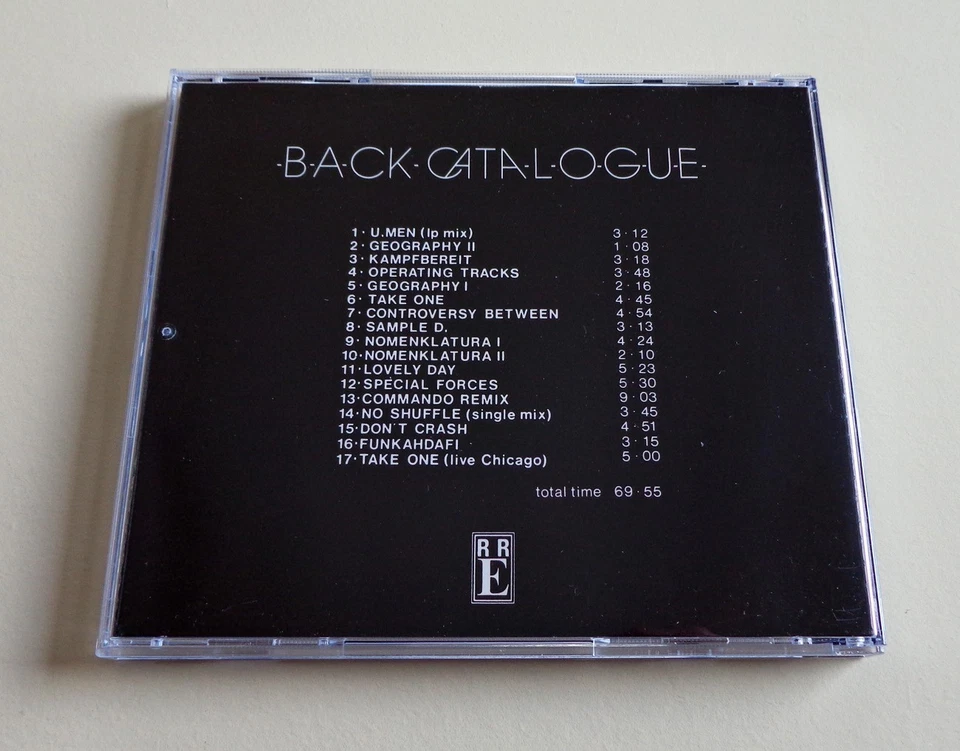 -B-A-CK-CATA-L-O-G-U-E-
1· U.MEN (lp mix) 3·12
2· GEOGRAPHY II 1·08
3· KAMPFBEREIT 3·18
4· OPERATING TRACKS 3·48
5· GEOGRAPHY I 2·16
6· TAKE ONE 4·45
7· CONTROVERSY BETWEEN 4·54
8· SAMPLE D. 3·13
9· NOMENKLATURA I 4·24
10·NOMENKLATURA II 2·10
11·LOVELY DAY 5·23
12·SPECIAL FORCES 5·30
13·COMMANDO REMIX 9·03
14·NO SHUFFLE (single mix) 3·45
15·DON'T CRASH 4·51
16·FUNKAHDAFI 3·15
17·TAKE ONE (live Chicago) 5·00
total time 69·55
R R
E